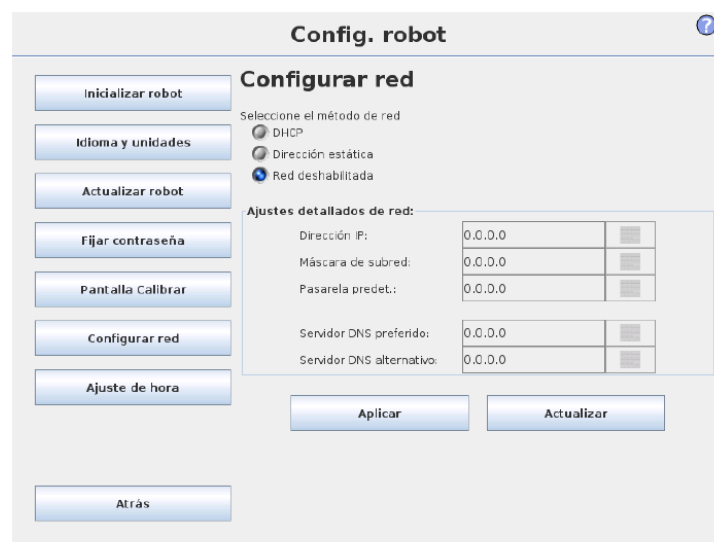 Config. robot
?
Inicializar robot
Idioma y unidades
Actualizar robot
Fijar contraseña
Pantalla Calibrar
Configurar red
Ajuste de hora
Atrás
Configurar red
Seleccione el método de red
DHCP
Dirección estática
Red deshabilitada
Ajustes detallados de red:
Dirección IP: 0.0.0.0
Máscara de subred: 0.0.0.0
Pasarela predet.: 0.0.0.0
Servidor DNS preferido: 0.0.0.0
Servidor DNS alternativo: 0.0.0.0
Aplicar Actualizar